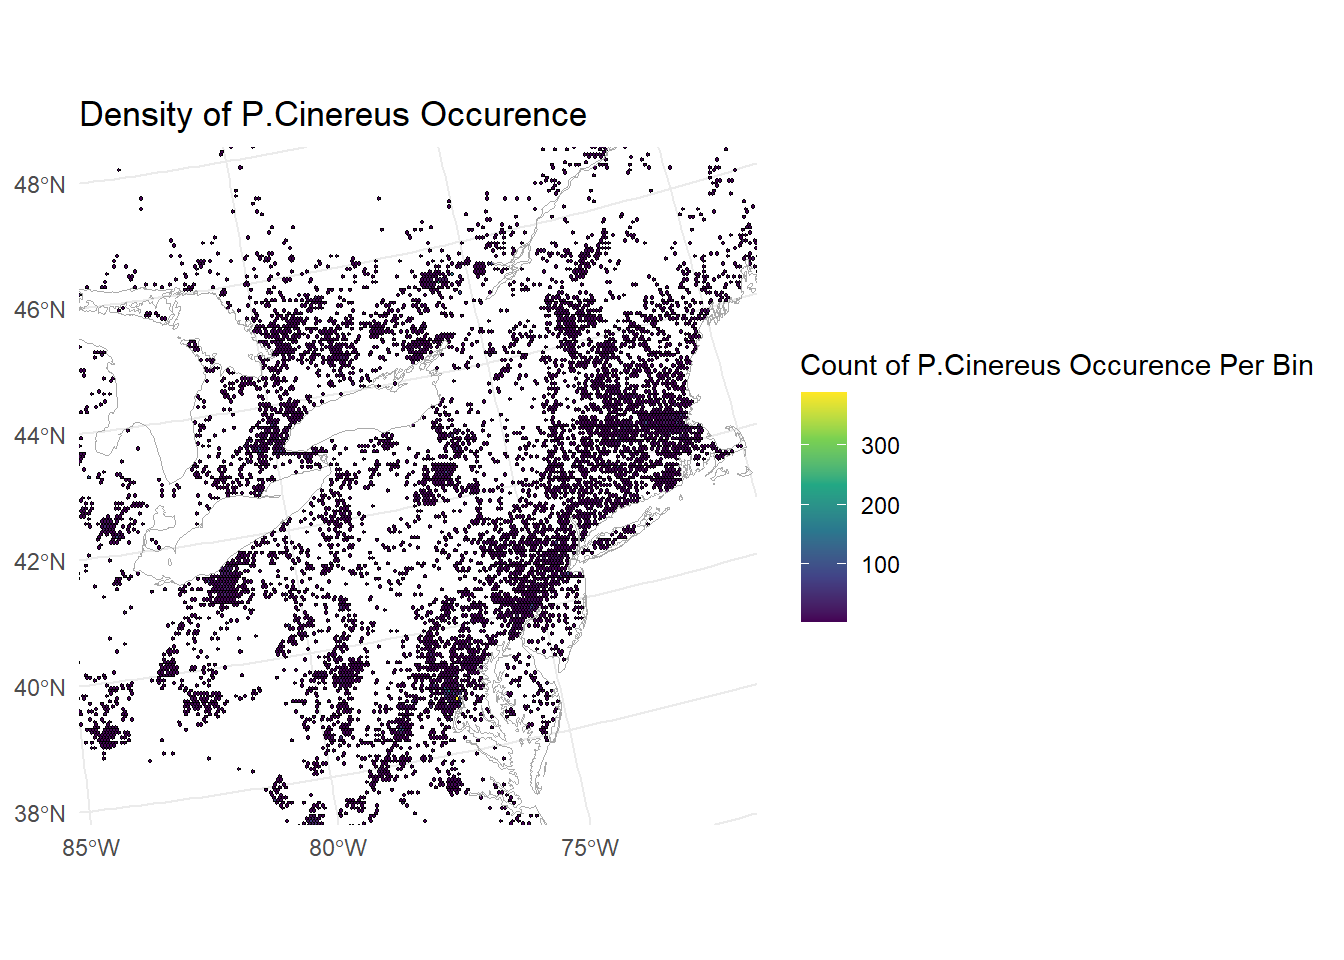 Density of P.Cinereus Occurence
48°N
46°N
44°N
42°N
40°N
38°N
85°W
80°W
75°W
Count of P.Cinereus Occurence Per Bin
300
200
100